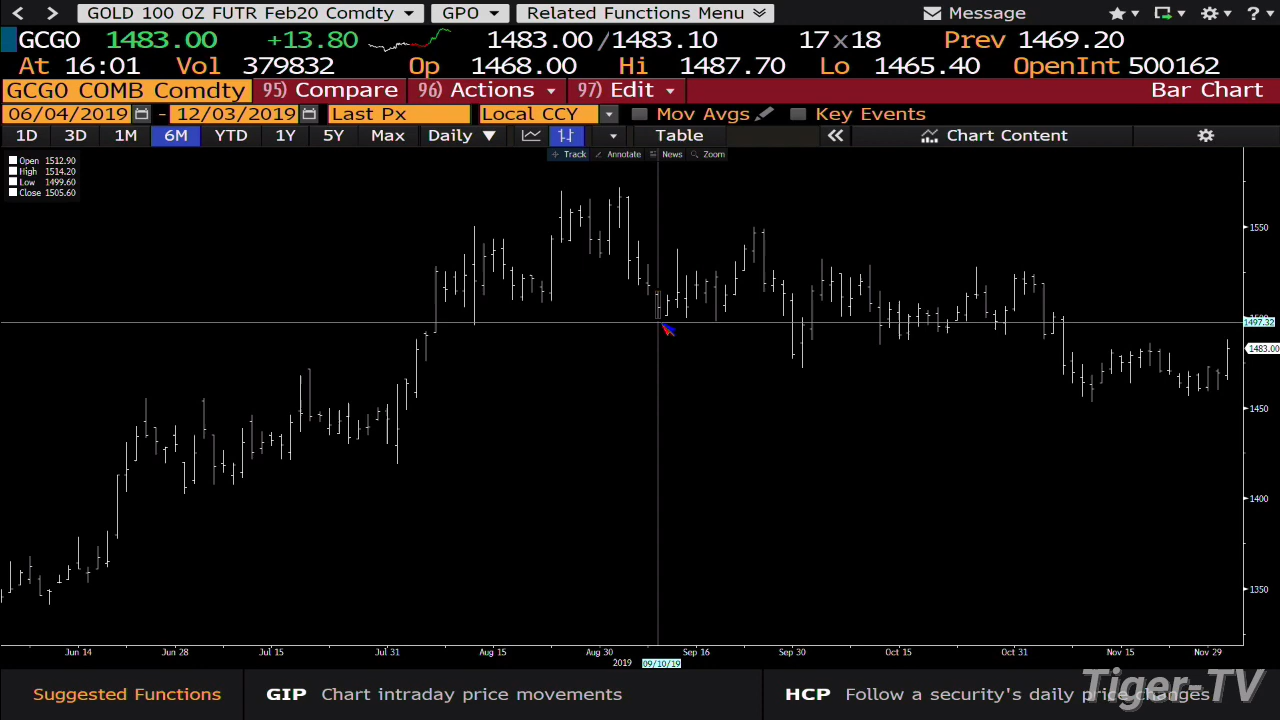 GOLD 100 OZ FUTR Feb20 Comdty GPO Related Functions Menu Message
GCG0 1483.00 +13.80 1483.00/1483.10 17x18 Prev 1469.20
At 16:01 Vol 379832 Op 1468.00 Hi 1487.70 Lo 1465.40 OpenInt 500162
GCG0 COMB Comdty 95) Compare 96) Actions 97) Edit Bar Chart
06/04/2019 - 12/03/2019 Last Px Local CCY Mov Avgs Key Events
1D 3D 1M 6M YTD 1Y 5Y Max Daily ▼ Table « Chart Content
Track Annotate News Zoom
Open 1512.90
High 1514.20
Low 1499.60
Close 1505.60
1550
1497.32
1483.00
1450
1400
1350
Jun 14 Jun 28 Jul 15 Jul 31 Aug 15 Aug 30 Sep 16 Sep 30 Oct 15 Oct 31 Nov 15 Nov 29
2019 09/10/19
Suggested Functions GIP Chart intraday price movements HCP Follow a security's daily price changes
Tiger-TV